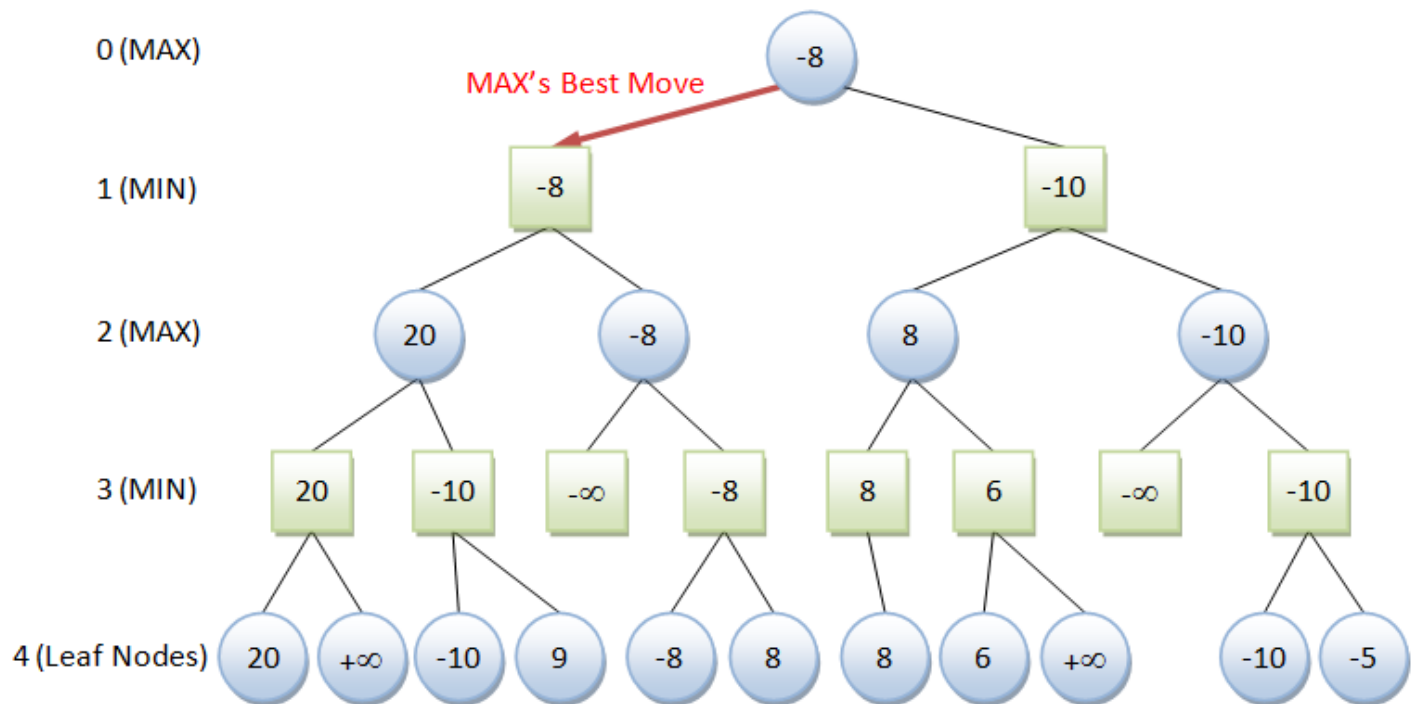 0 (MAX) -8
MAX's Best Move
1 (MIN) -8 -10
2 (MAX) 20 -8 8 -10
3 (MIN) 20 -10 -∞ -8 8 6 -∞ -10
4 (Leaf Nodes) 20 +∞ -10 9 -8 8 8 6 +∞ -10 -5